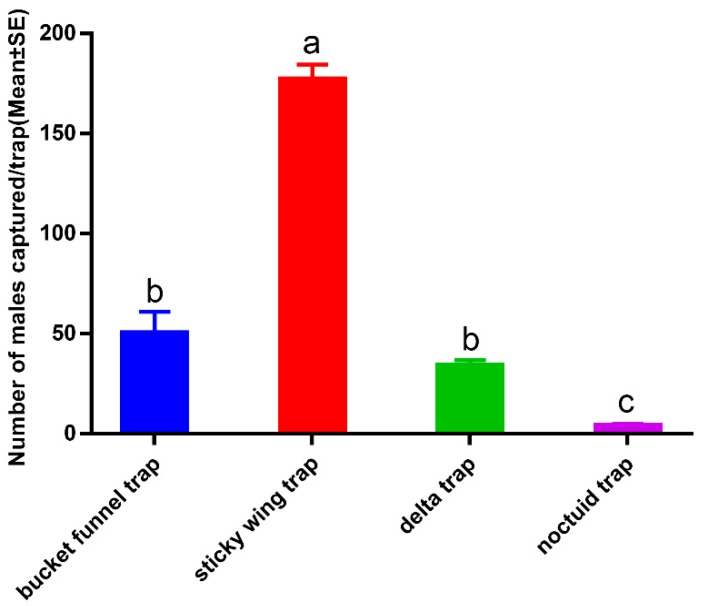 Number of males captured/trap(Mean±SE)
200
150
100
50
0
b
a
b
c
bucket funnel trap
sticky wing trap
delta trap
noctuid trap